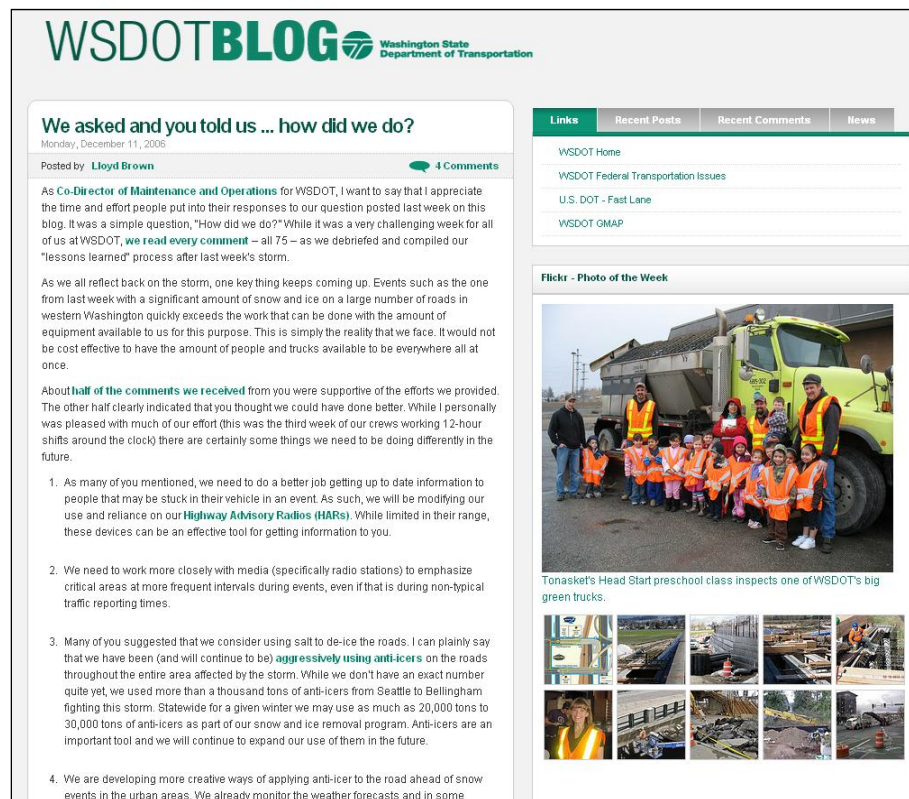 WSDOTBLOG Washington State
Department of Transportation
We asked and you told us ... how did we do?
Monday, December 11, 2006
Posted by Lloyd Brown 4 Comments
As Co-Director of Maintenance and Operations for WSDOT, I want to say that I appreciate
the time and effort people put into their responses to our question posted last week on this
blog. It was a simple question, "How did we do?" While it was a very challenging week for all
of us at WSDOT, we read every comment – all 75 – as we debriefed and compiled our
"lessons learned" process after last week's storm.
As we all reflect back on the storm, one key thing keeps coming up. Events such as the one
from last week with a significant amount of snow and ice on a large number of roads in
western Washington quickly exceeds the work that can be done with the amount of
equipment available to us for this purpose. This is simply the reality that we face. It would not
be cost effective to have the amount of people and trucks available to be everywhere all at
once.
About half of the comments we received from you were supportive of the efforts we provided.
The other half clearly indicated that you thought we could have done better. While I personally
was pleased with much of our effort (this was the third week of our crews working 12-hour
shifts around the clock) there are certainly some things we need to be doing differently in the
future.
1. As many of you mentioned, we need to do a better job getting up to date information to
people that may be stuck in their vehicle in an event. As such, we will be modifying our
use and reliance on our Highway Advisory Radios (HARs). While limited in their range,
these devices can be an effective tool for getting information to you.
2. We need to work more closely with media (specifically radio stations) to emphasize
critical areas at more frequent intervals during events, even if that is during non-typical
traffic reporting times.
3. Many of you suggested that we consider using salt to de-ice the roads. I can plainly say
that we have been (and will continue to be) aggressively using anti-icers on the roads
throughout the entire area affected by the storm. While we don't have an exact number
quite yet, we used more than a thousand tons of anti-icers from Seattle to Bellingham
fighting this storm. Statewide for a given winter we may use as much as 20,000 tons to
30,000 tons of anti-icers as part of our snow and ice removal program. Anti-icers are an
important tool and we will continue to expand our use of them in the future.
4. We are developing more creative ways of applying anti-icer to the road ahead of snow
events in the urban areas. We already monitor the weather forecasts and in some
Links Recent Posts Recent Comments News
WSDOT Home
WSDOT Federal Transportation Issues
U.S. DOT - Fast Lane
WSDOT GMAP
Flickr - Photo of the Week
Tonasket's Head Start preschool class inspects one of WSDOT's big
green trucks.